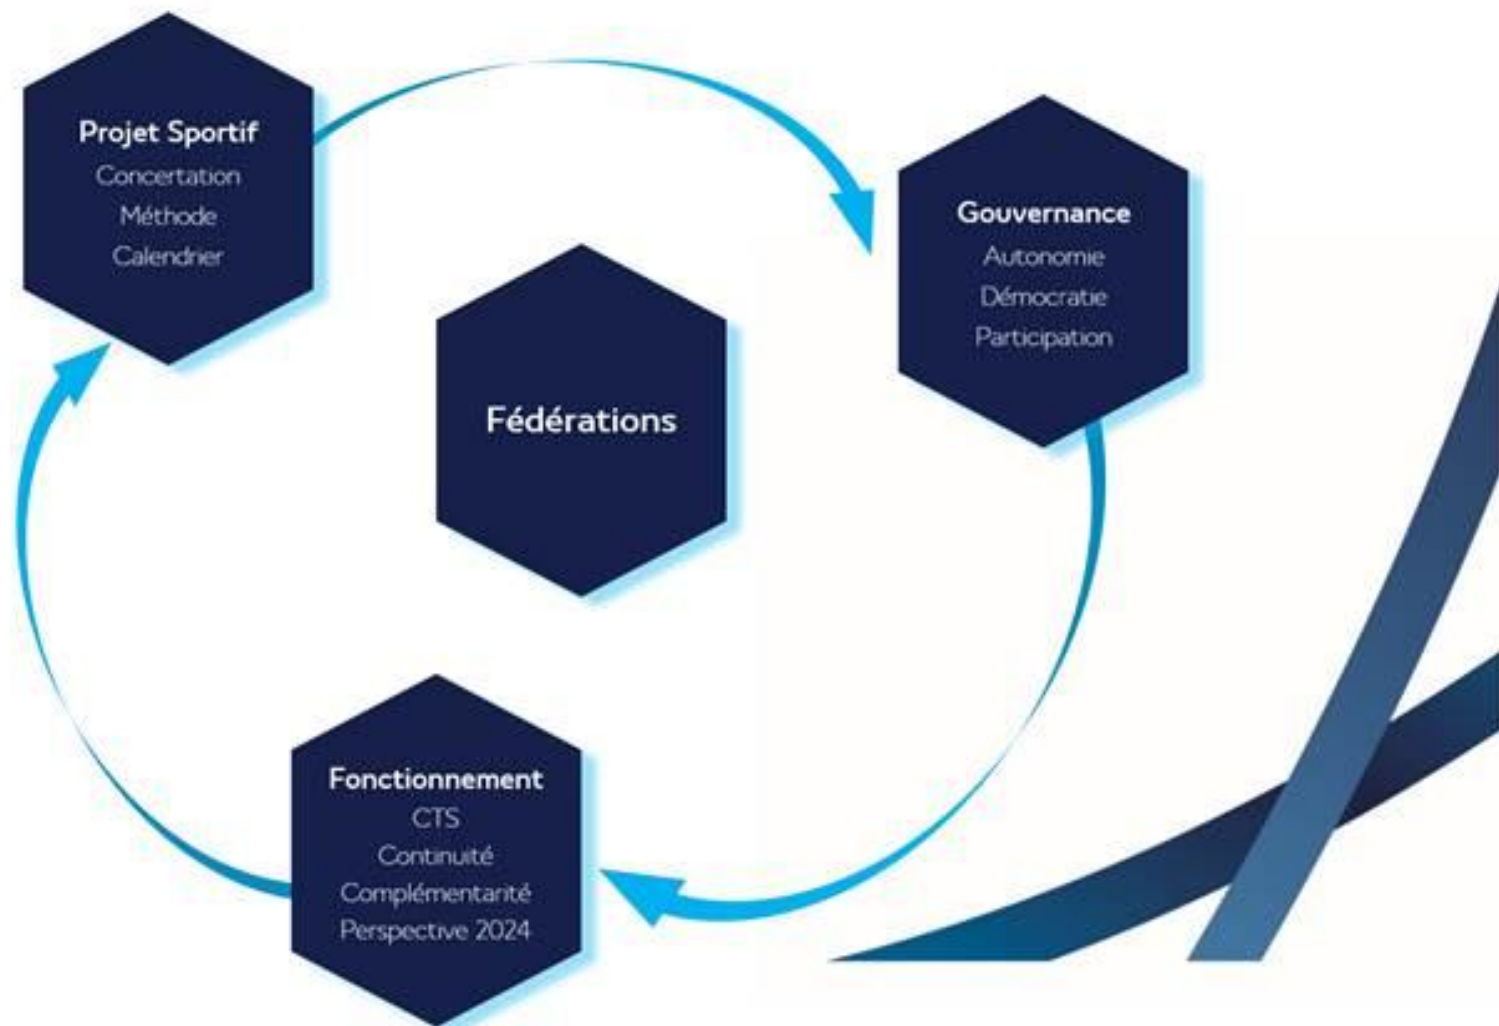 Projet Sportif
Concertation
Méthode
Calendrier
Gouvernance
Autonomie
Démocratie
Participation
Fédérations
Fonctionnement
CTS
Continuité
Complémentarité
Perspective 2024